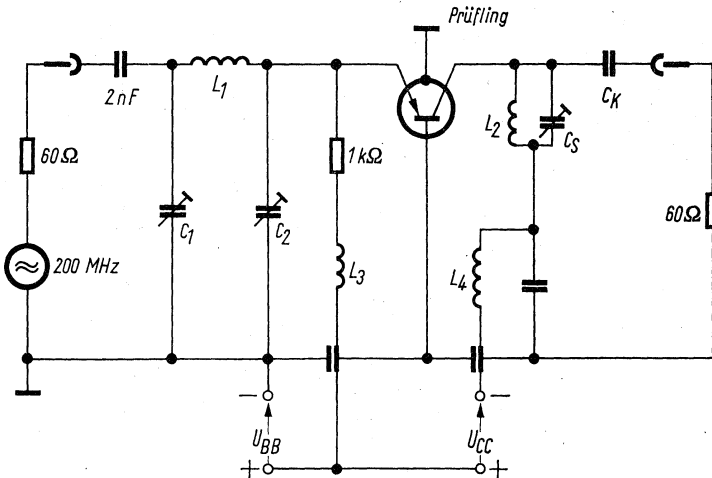 Prüfling
2nF
L1
CK
L2
CS
60Ω
1kΩ
60Ω
C1
C2
L3
L4
200 MHz
−
−
UBB
UCC
+
+